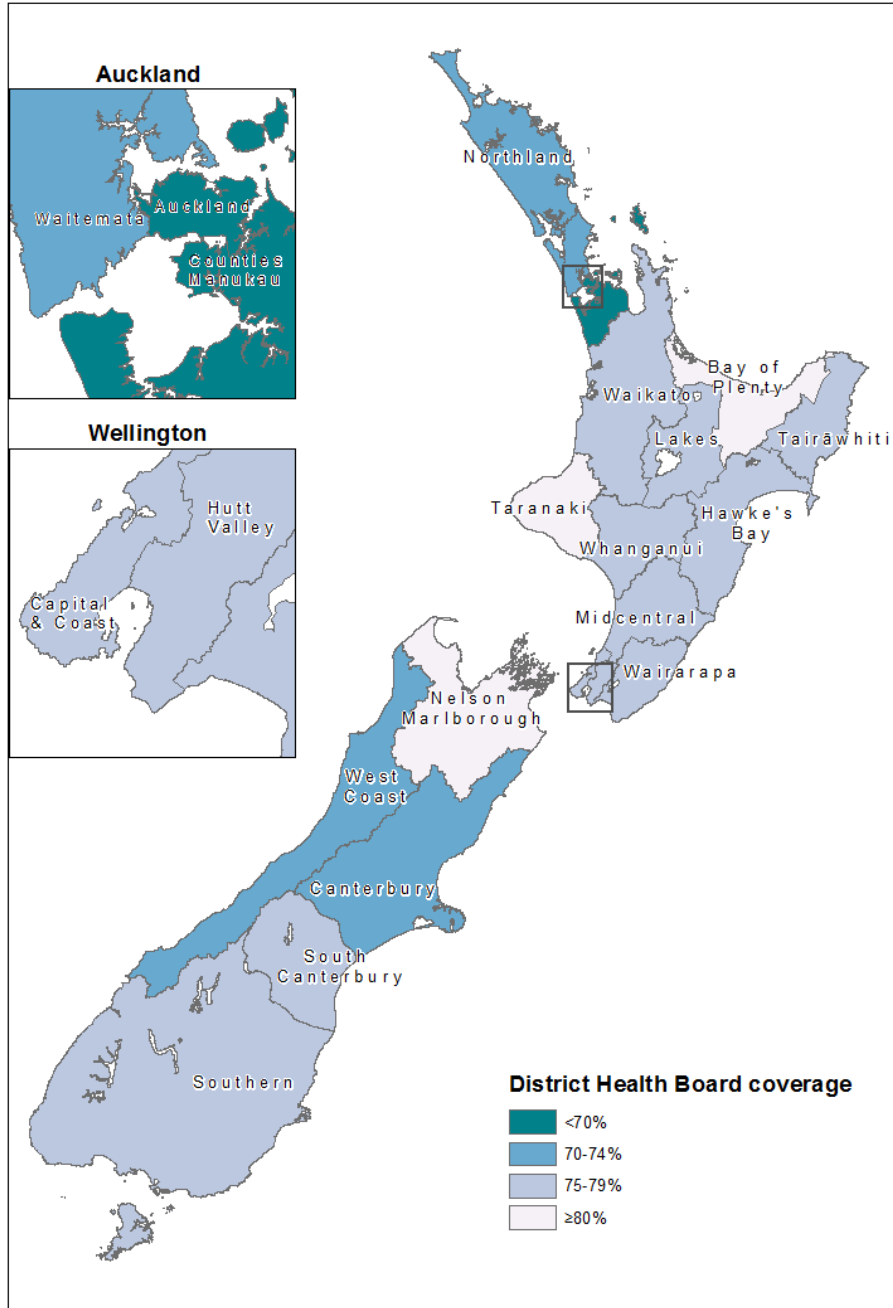 Auckland
Waitematā
Auckland
Counties
Manukau
Wellington
Hutt
Valley
Capital
& Coast
Northland
Waikato
Bay of
Plenty
Lakes
Tairāwhiti
Taranaki
Hawke's
Bay
Whanganui
Midcentral
Wairarapa
Nelson
Marlborough
West
Coast
Canterbury
South
Canterbury
Southern
District Health Board coverage
<70%
70-74%
75-79%
≥80%